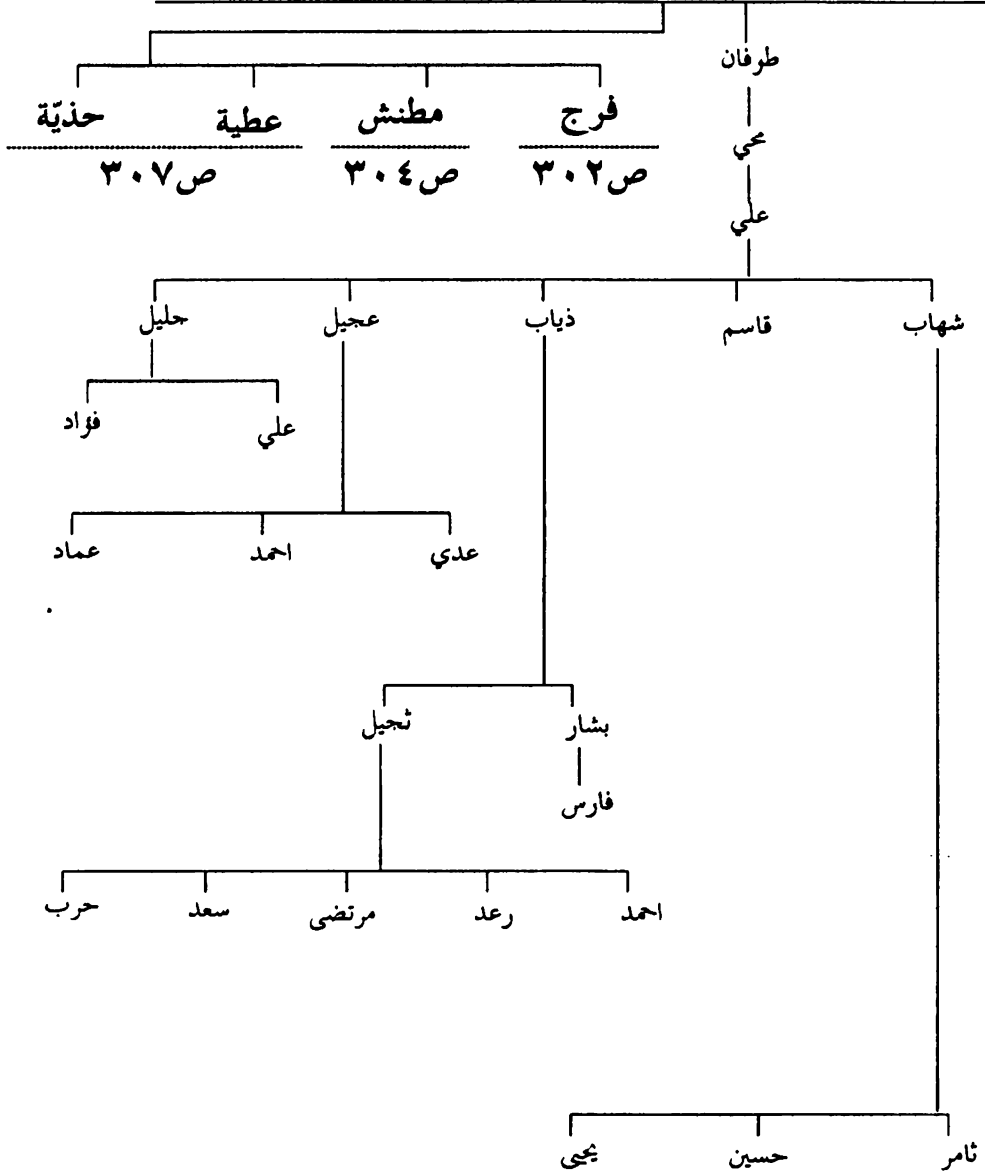 طوفان
فرج مطنش عطية حذيّة
محي
ص٣٠٢ ص٣٠٤ ص٣٠٧
علي
شهاب قاسم ذياب عجيل حليل
علي فؤاد
عدي احمد عماد
بشار ثجيل
فارس
احمد رعد مرتضى سعد حرب
ثامر حسين يحيى